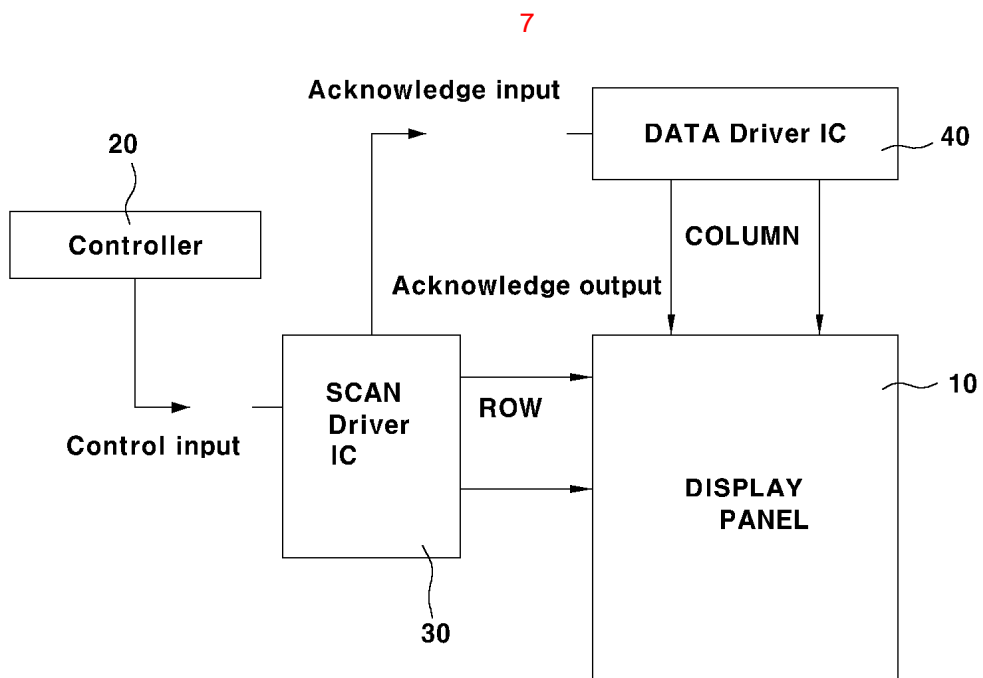 7
Acknowledge input
DATA Driver IC
40
20
Controller
COLUMN
Acknowledge output
SCAN
Driver
IC
ROW
10
Control input
DISPLAY
PANEL
30